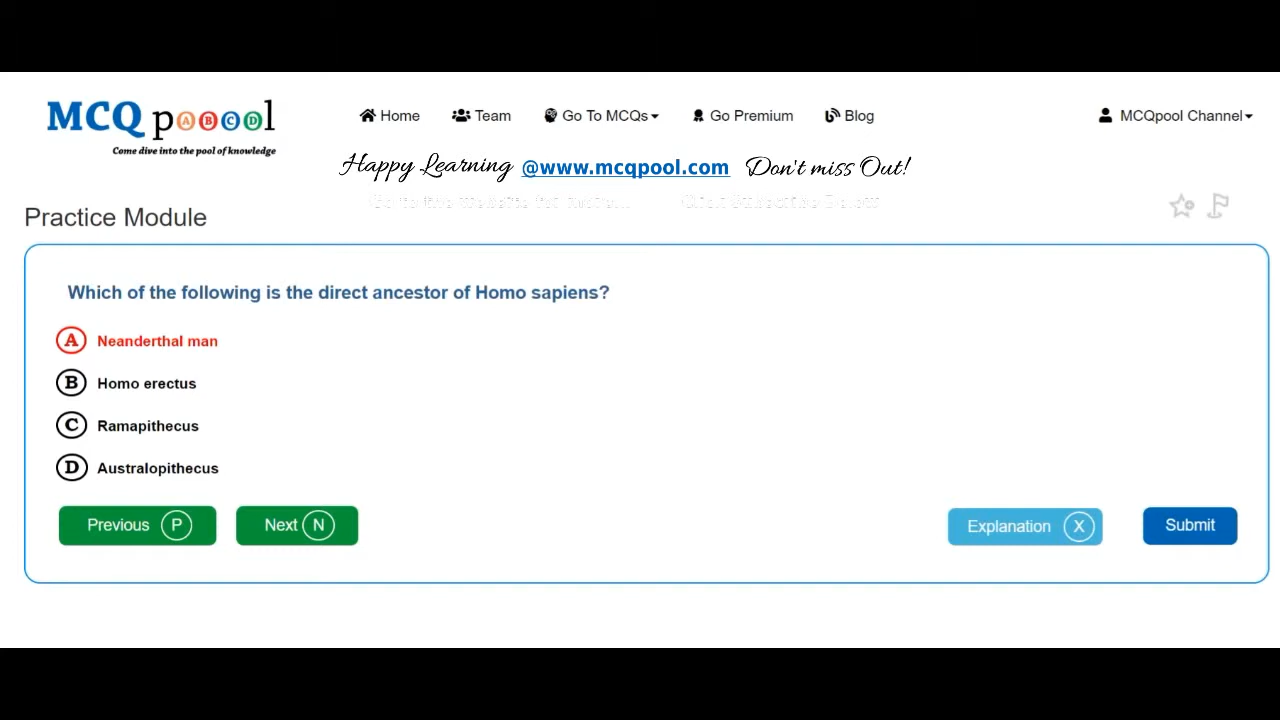 MCQ pooool
Come dive into the pool of knowledge
Home Team Go To MCQs Go Premium Blog MCQpool Channel
Happy Learning @www.mcqpool.com Don't miss Out!
Practice Module
Which of the following is the direct ancestor of Homo sapiens?
A Neanderthal man
B Homo erectus
C Ramapithecus
D Australopithecus
Previous P Next N Explanation X Submit